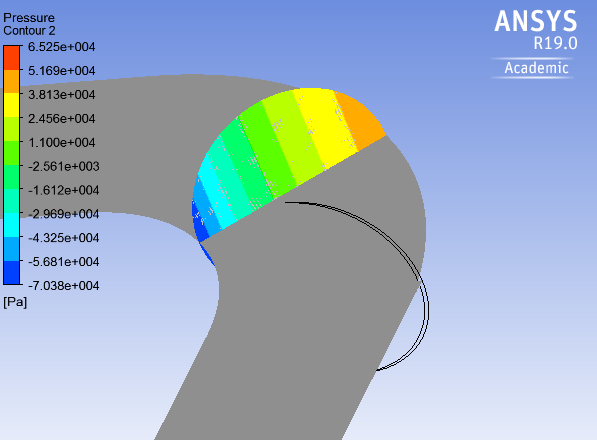 Pressure
Contour 2
6.525e+004
5.169e+004
3.813e+004
2.456e+004
1.100e+004
-2.561e+003
-1.612e+004
-2.969e+004
-4.325e+004
-5.681e+004
-7.038e+004
[Pa]
ANSYS
R19.0
Academic